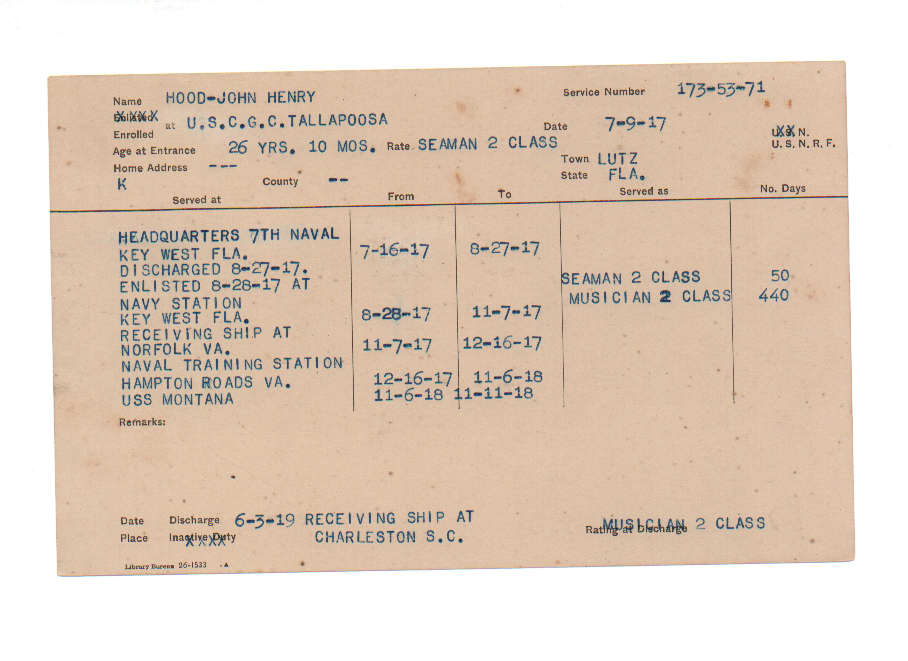 Name HOOD-JOHN HENRY Service Number 173-53-71
Enlisted XXXX
Enrolled at U.S.C.G.C.TALLAPOOSA Date 7-9-17 U.S.N. XX
Age at Entrance 26 YRS. 10 MOS. Rate SEAMAN 2 CLASS U.S.N.R.F.
Home Address --- Town LUTZ
K County -- State FLA.
Served at From To Served as No. Days
HEADQUARTERS 7TH NAVAL
KEY WEST FLA. 7-16-17 8-27-17
DISCHARGED 8-27-17. SEAMAN 2 CLASS 50
ENLISTED 8-28-17 AT MUSICIAN 2 CLASS 440
NAVY STATION
KEY WEST FLA. 8-28-17 11-7-17
RECEIVING SHIP AT
NORFOLK VA. 11-7-17 12-16-17
NAVAL TRAINING STATION
HAMPTON ROADS VA. 12-16-17 11-6-18
USS MONTANA 11-6-18 11-11-18
Remarks:
Date Discharge 6-3-19 RECEIVING SHIP AT Rating at Discharge MUSICIAN 2 CLASS
Place Inactive Duty XXXX CHARLESTON S.C.
Library Bureau 26-1533 .A